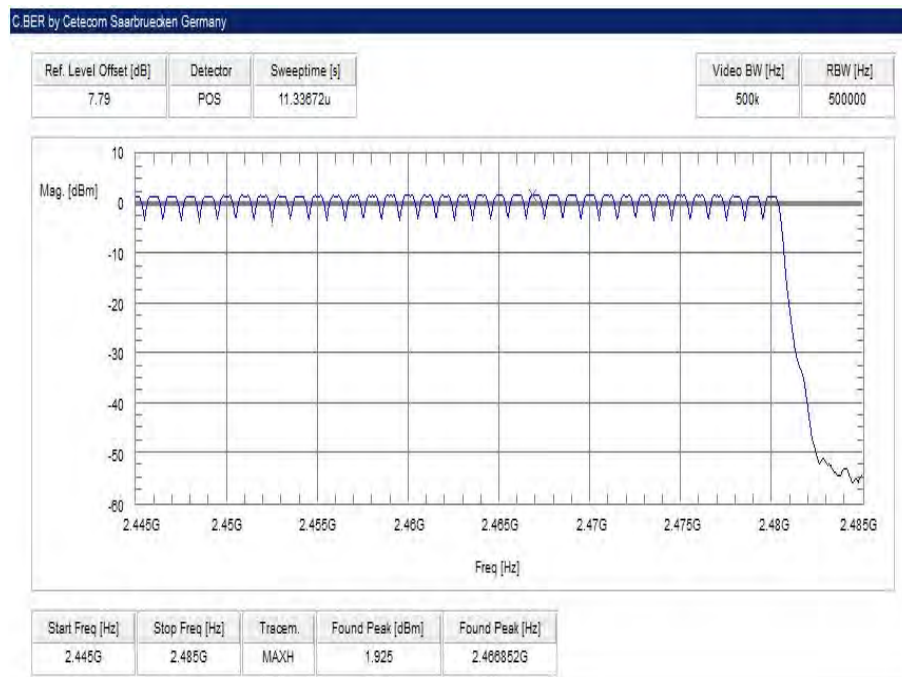 C.BER by Cetecom Saarbruecken Germany
Ref. Level Offset [dB] Detector Sweeptime [s] Video BW [Hz] RBW [Hz]
7.79 POS 11.33672u 500k 500000
Mag. [dBm]
10
0
-10
-20
-30
-40
-50
-60
2.445G 2.45G 2.455G 2.46G 2.465G 2.47G 2.475G 2.48G 2.485G
Freq [Hz]
Start Freq [Hz] Stop Freq [Hz] Tracem. Found Peak [dBm] Found Peak [Hz]
2.445G 2.485G MAXH 1.925 2.466852G